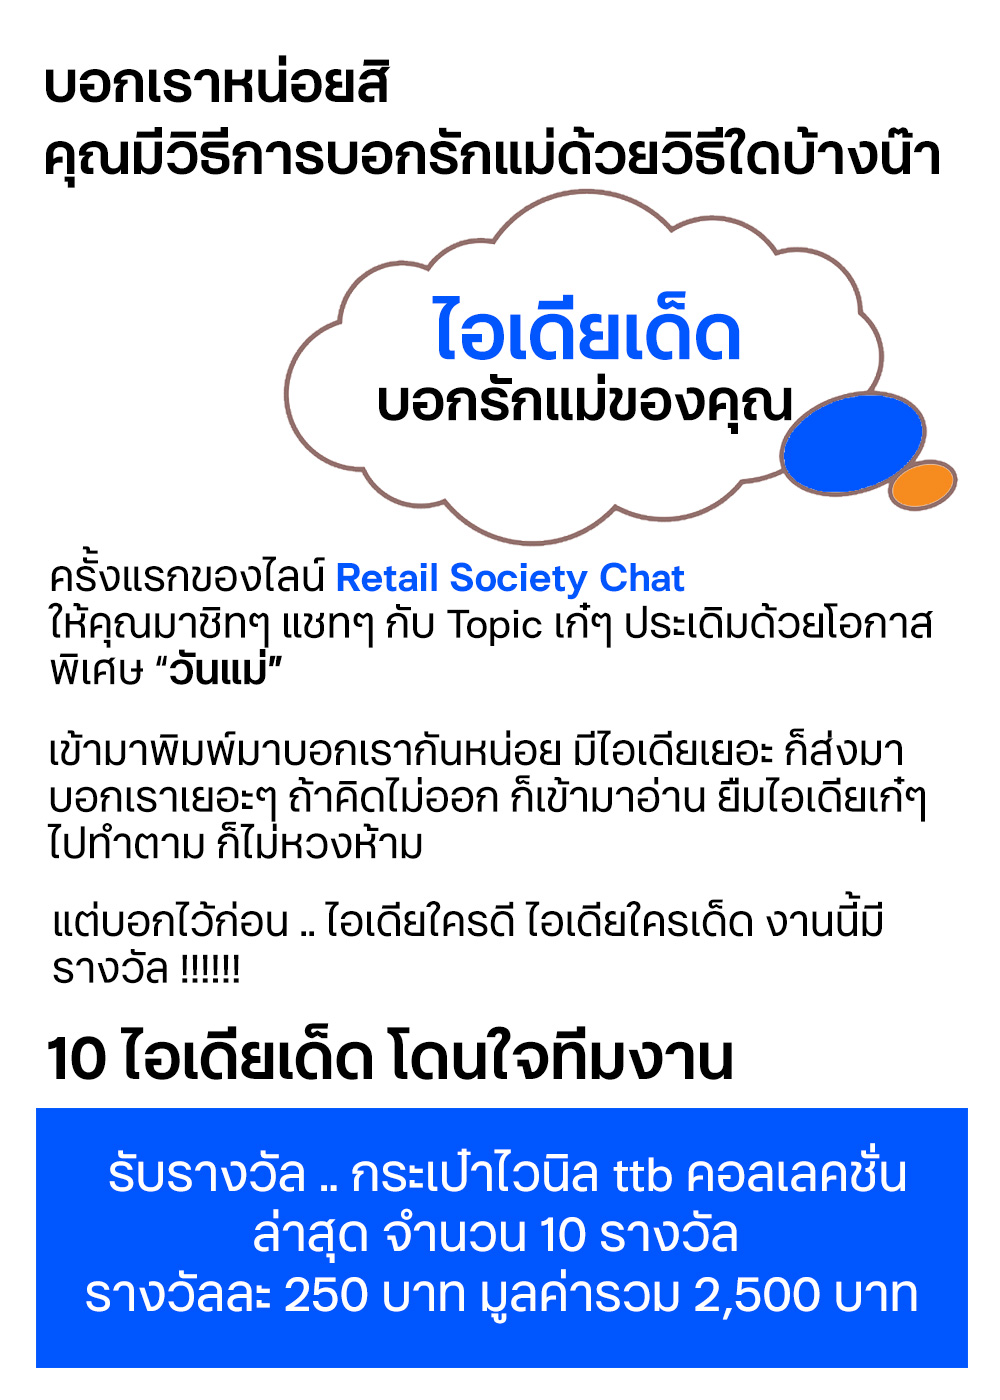 บอกเราหน่อยสิ
คุณมีวิธีการบอกรักแม่ด้วยวิธีใดบ้างน๊า
ไอเดียเด็ด
บอกรักแม่ของคุณ
ครั้งแรกของไลน์ Retail Society Chat
ให้คุณมาชิทๆ แชทๆ กับ Topic เก๋ๆ ประเดิมด้วยโอกาส
พิเศษ “วันแม่”
เข้ามาพิมพ์มาบอกเรากันหน่อย มีไอเดียเยอะ ก็ส่งมา
บอกเราเยอะๆ ถ้าคิดไม่ออก ก็เข้ามาอ่าน ยืมไอเดียเก๋ๆ
ไปทำตาม ก็ไม่หวงห้าม
แต่บอกไว้ก่อน .. ไอเดียใครดี ไอเดียใครเด็ด งานนี้มี
รางวัล !!!!!!
10 ไอเดียเด็ด โดนใจทีมงาน
รับรางวัล .. กระเป๋าไวนิล ttb คอลเลคชั่น
ล่าสุด จำนวน 10 รางวัล
รางวัลละ 250 บาท มูลค่ารวม 2,500 บาท